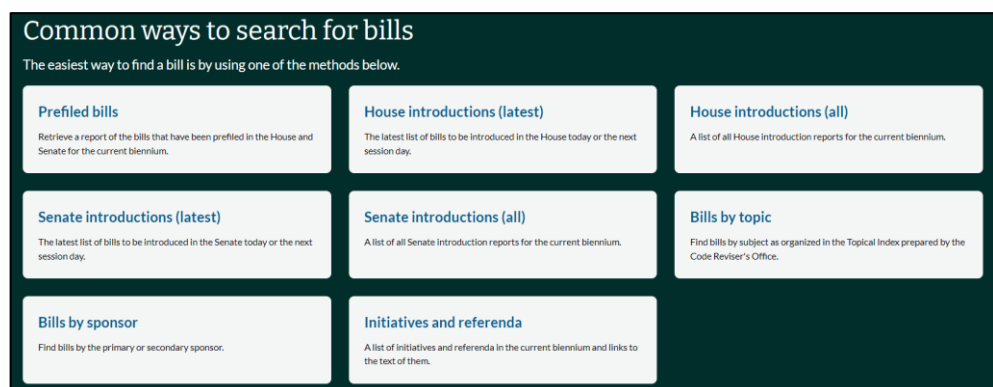 Common ways to search for bills
The easiest way to find a bill is by using one of the methods below.
Prefiled bills
Retrieve a report of the bills that have been prefiled in the House and
Senate for the current biennium.
House introductions (latest)
The latest list of bills to be introduced in the House today or the next
session day.
House introductions (all)
A list of all House introduction reports for the current biennium.
Senate introductions (latest)
The latest list of bills to be introduced in the Senate today or the next
session day.
Senate introductions (all)
A list of all Senate introduction reports for the current biennium.
Bills by topic
Find bills by subject as organized in the Topical Index prepared by the
Code Reviser's Office.
Bills by sponsor
Find bills by the primary or secondary sponsor.
Initiatives and referenda
A list of initiatives and referenda in the current biennium and links to
the text of them.